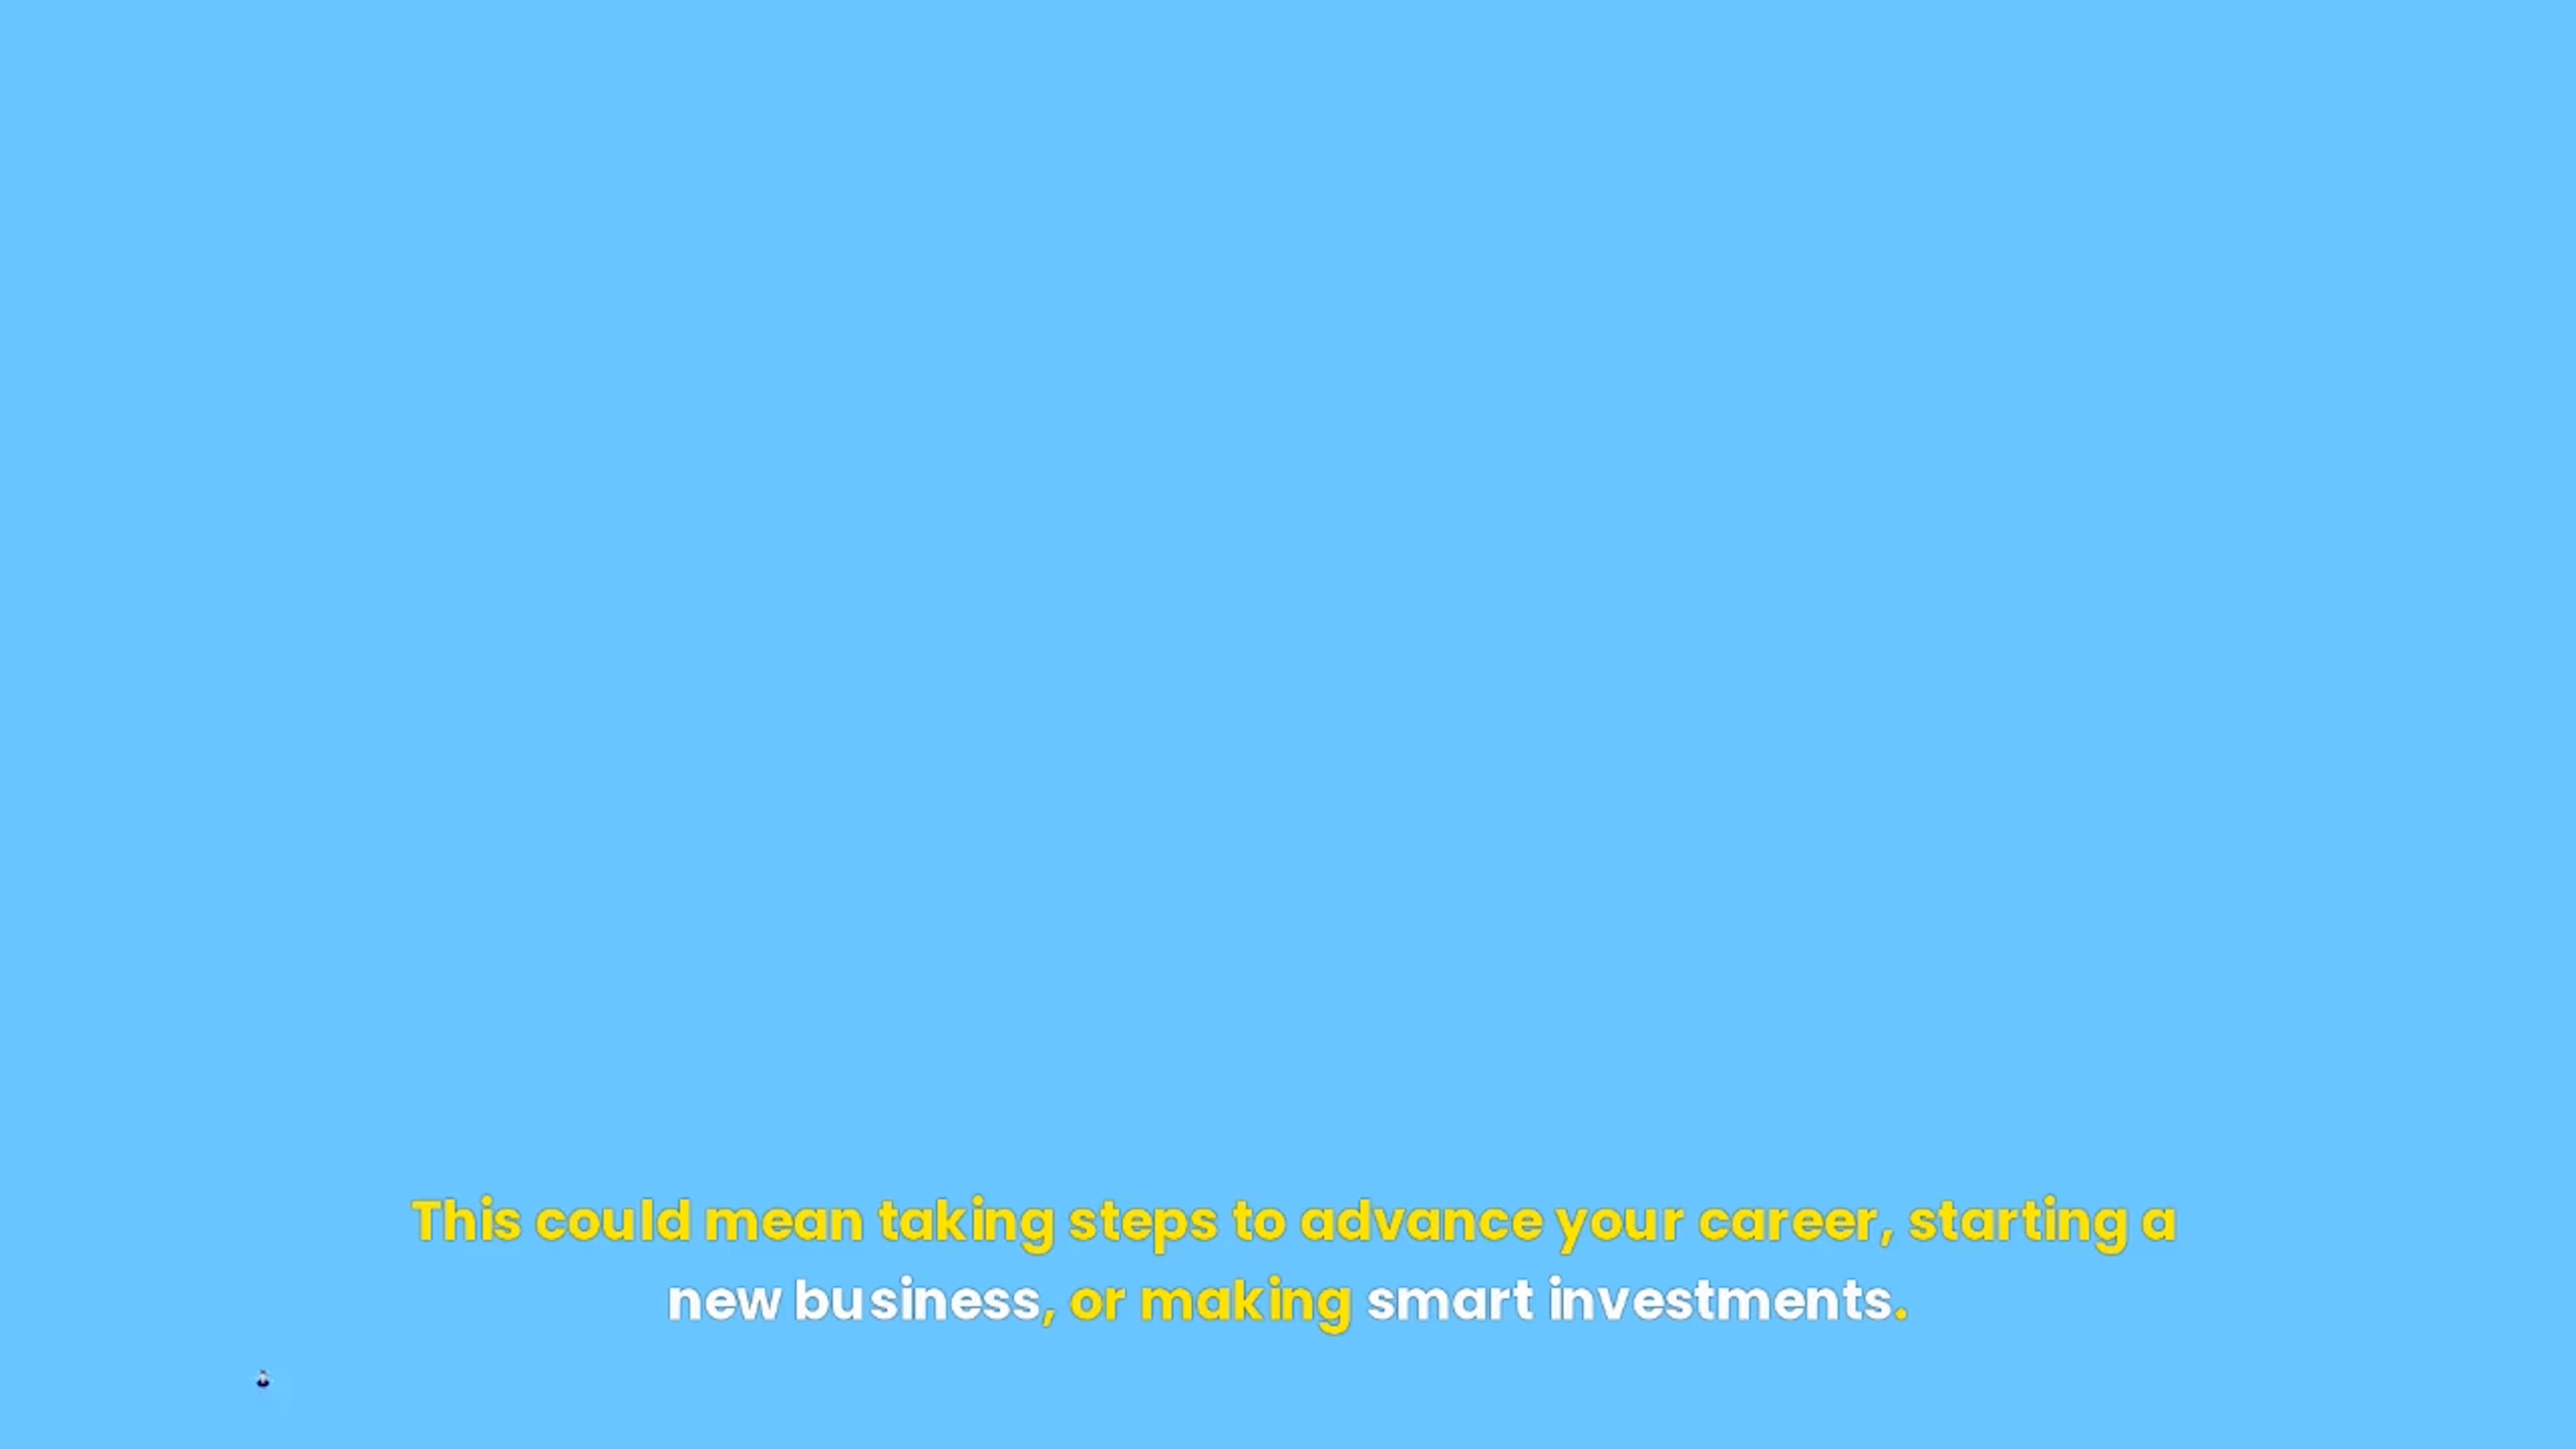 This could mean taking steps to advance your career, starting a
new business, or making smart investments.